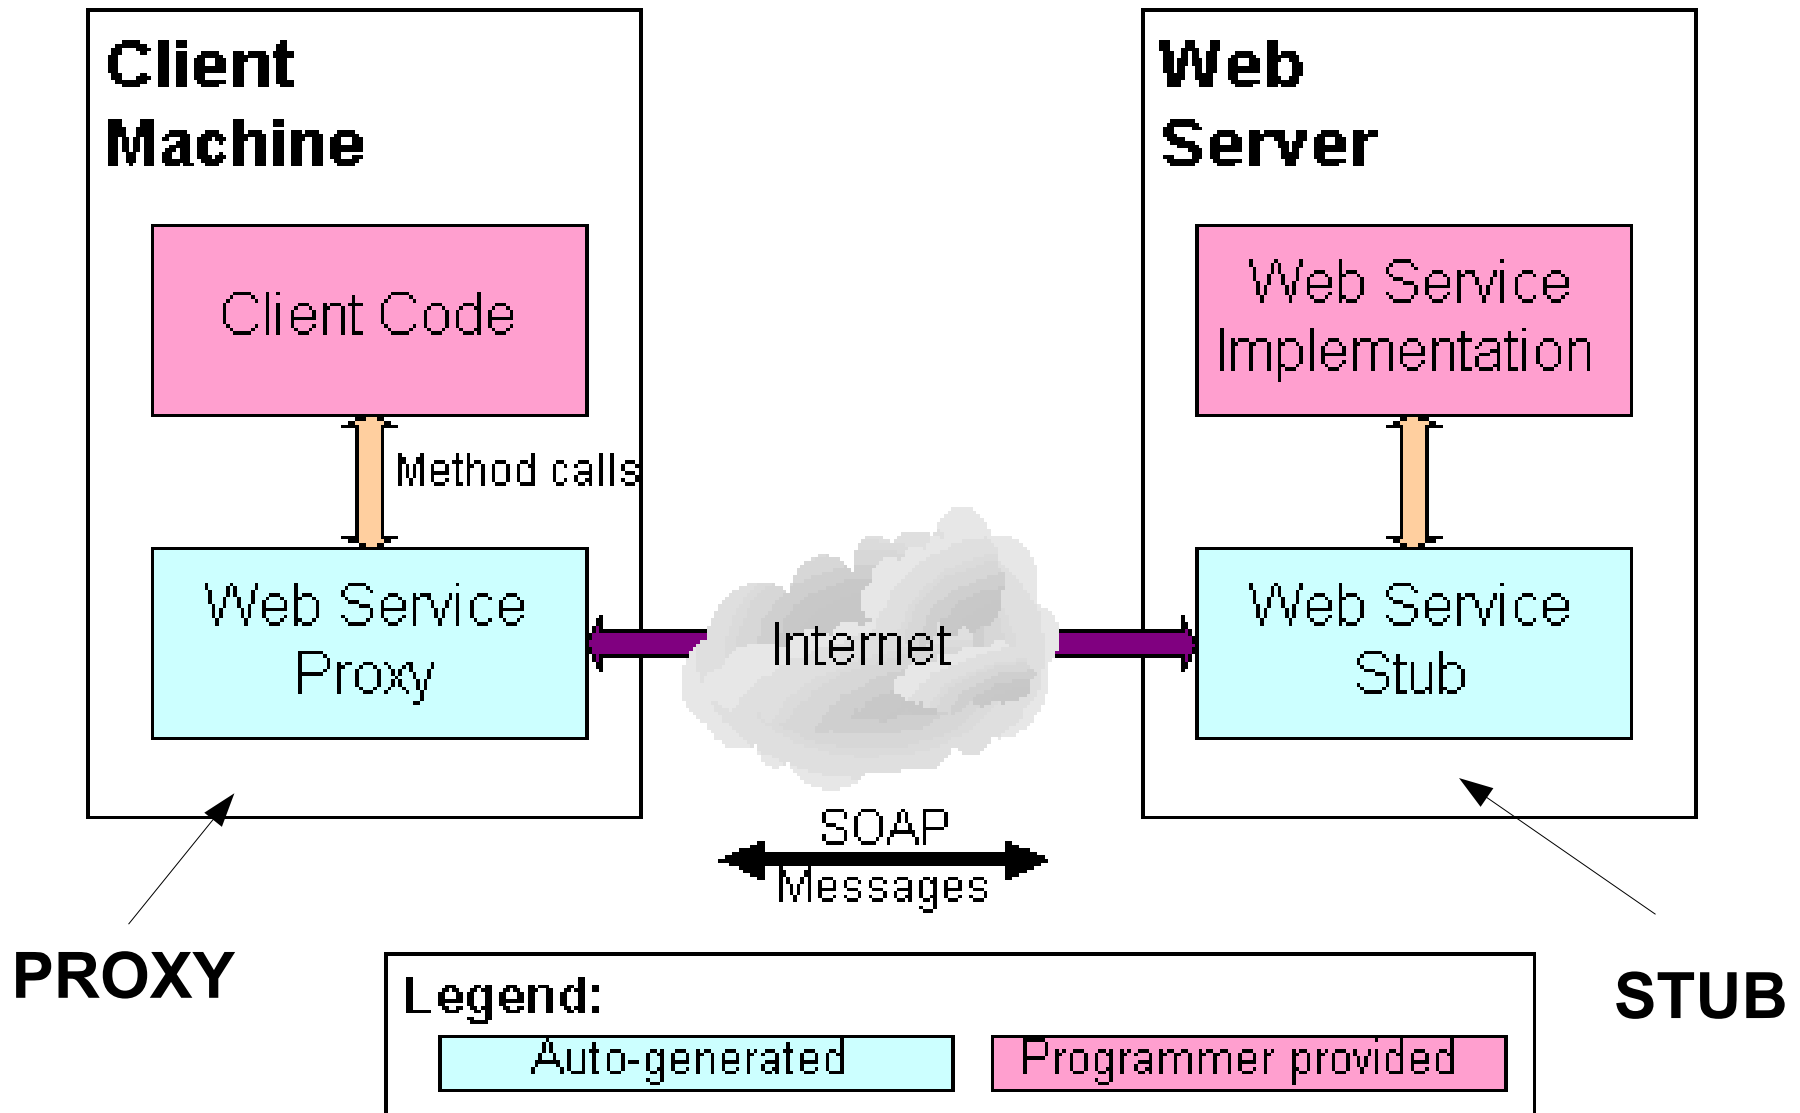 Client
Machine
Client Code
Method calls
Web Service
Proxy
Internet
SOAP
Messages
Web
Server
Web Service
Implementation
Web Service
Stub
PROXY
STUB
Legend:
Auto-generated
Programmer provided